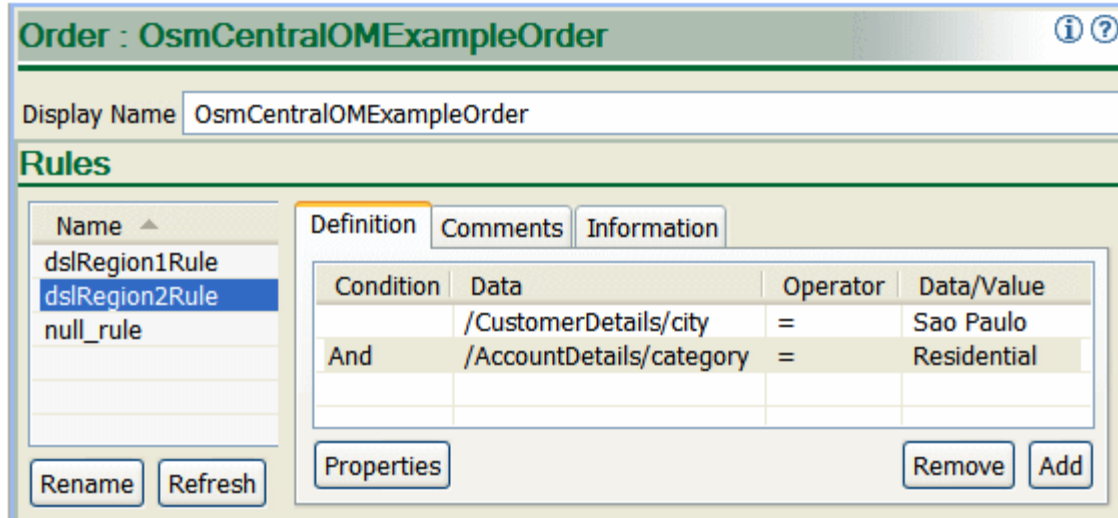 Order : OsmCentralOMExampleOrder
Display Name OsmCentralOMExampleOrder
Rules
Name
dslRegion1Rule
dslRegion2Rule
null_rule
Rename Refresh
Definition Comments Information
Condition Data Operator Data/Value
/CustomerDetails/city = Sao Paulo
And /AccountDetails/category = Residential
Properties Remove Add